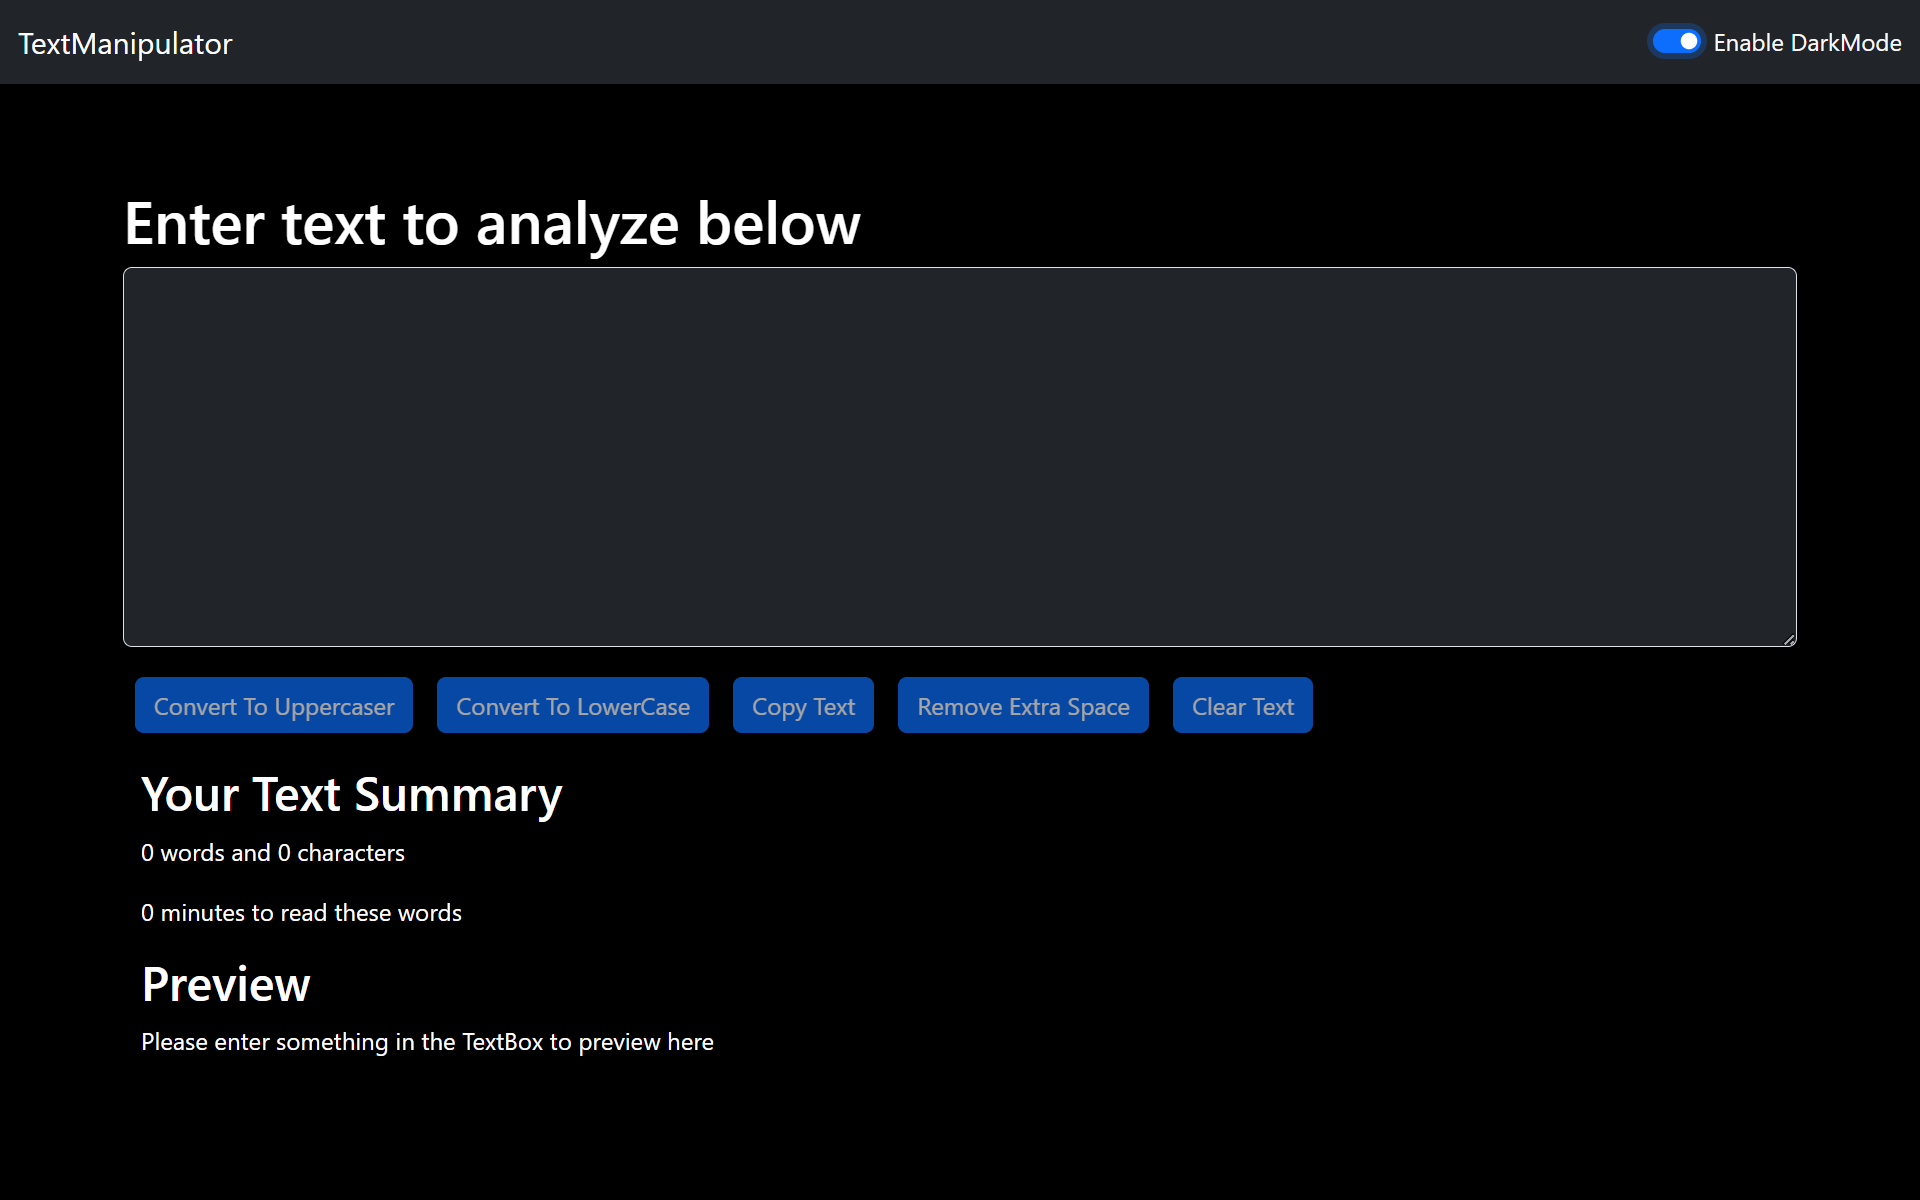 TextManipulator
Enable DarkMode
Enter text to analyze below
Convert To Uppercaser
Convert To LowerCase
Copy Text
Remove Extra Space
Clear Text
Your Text Summary
0 words and 0 characters
0 minutes to read these words
Preview
Please enter something in the TextBox to preview here